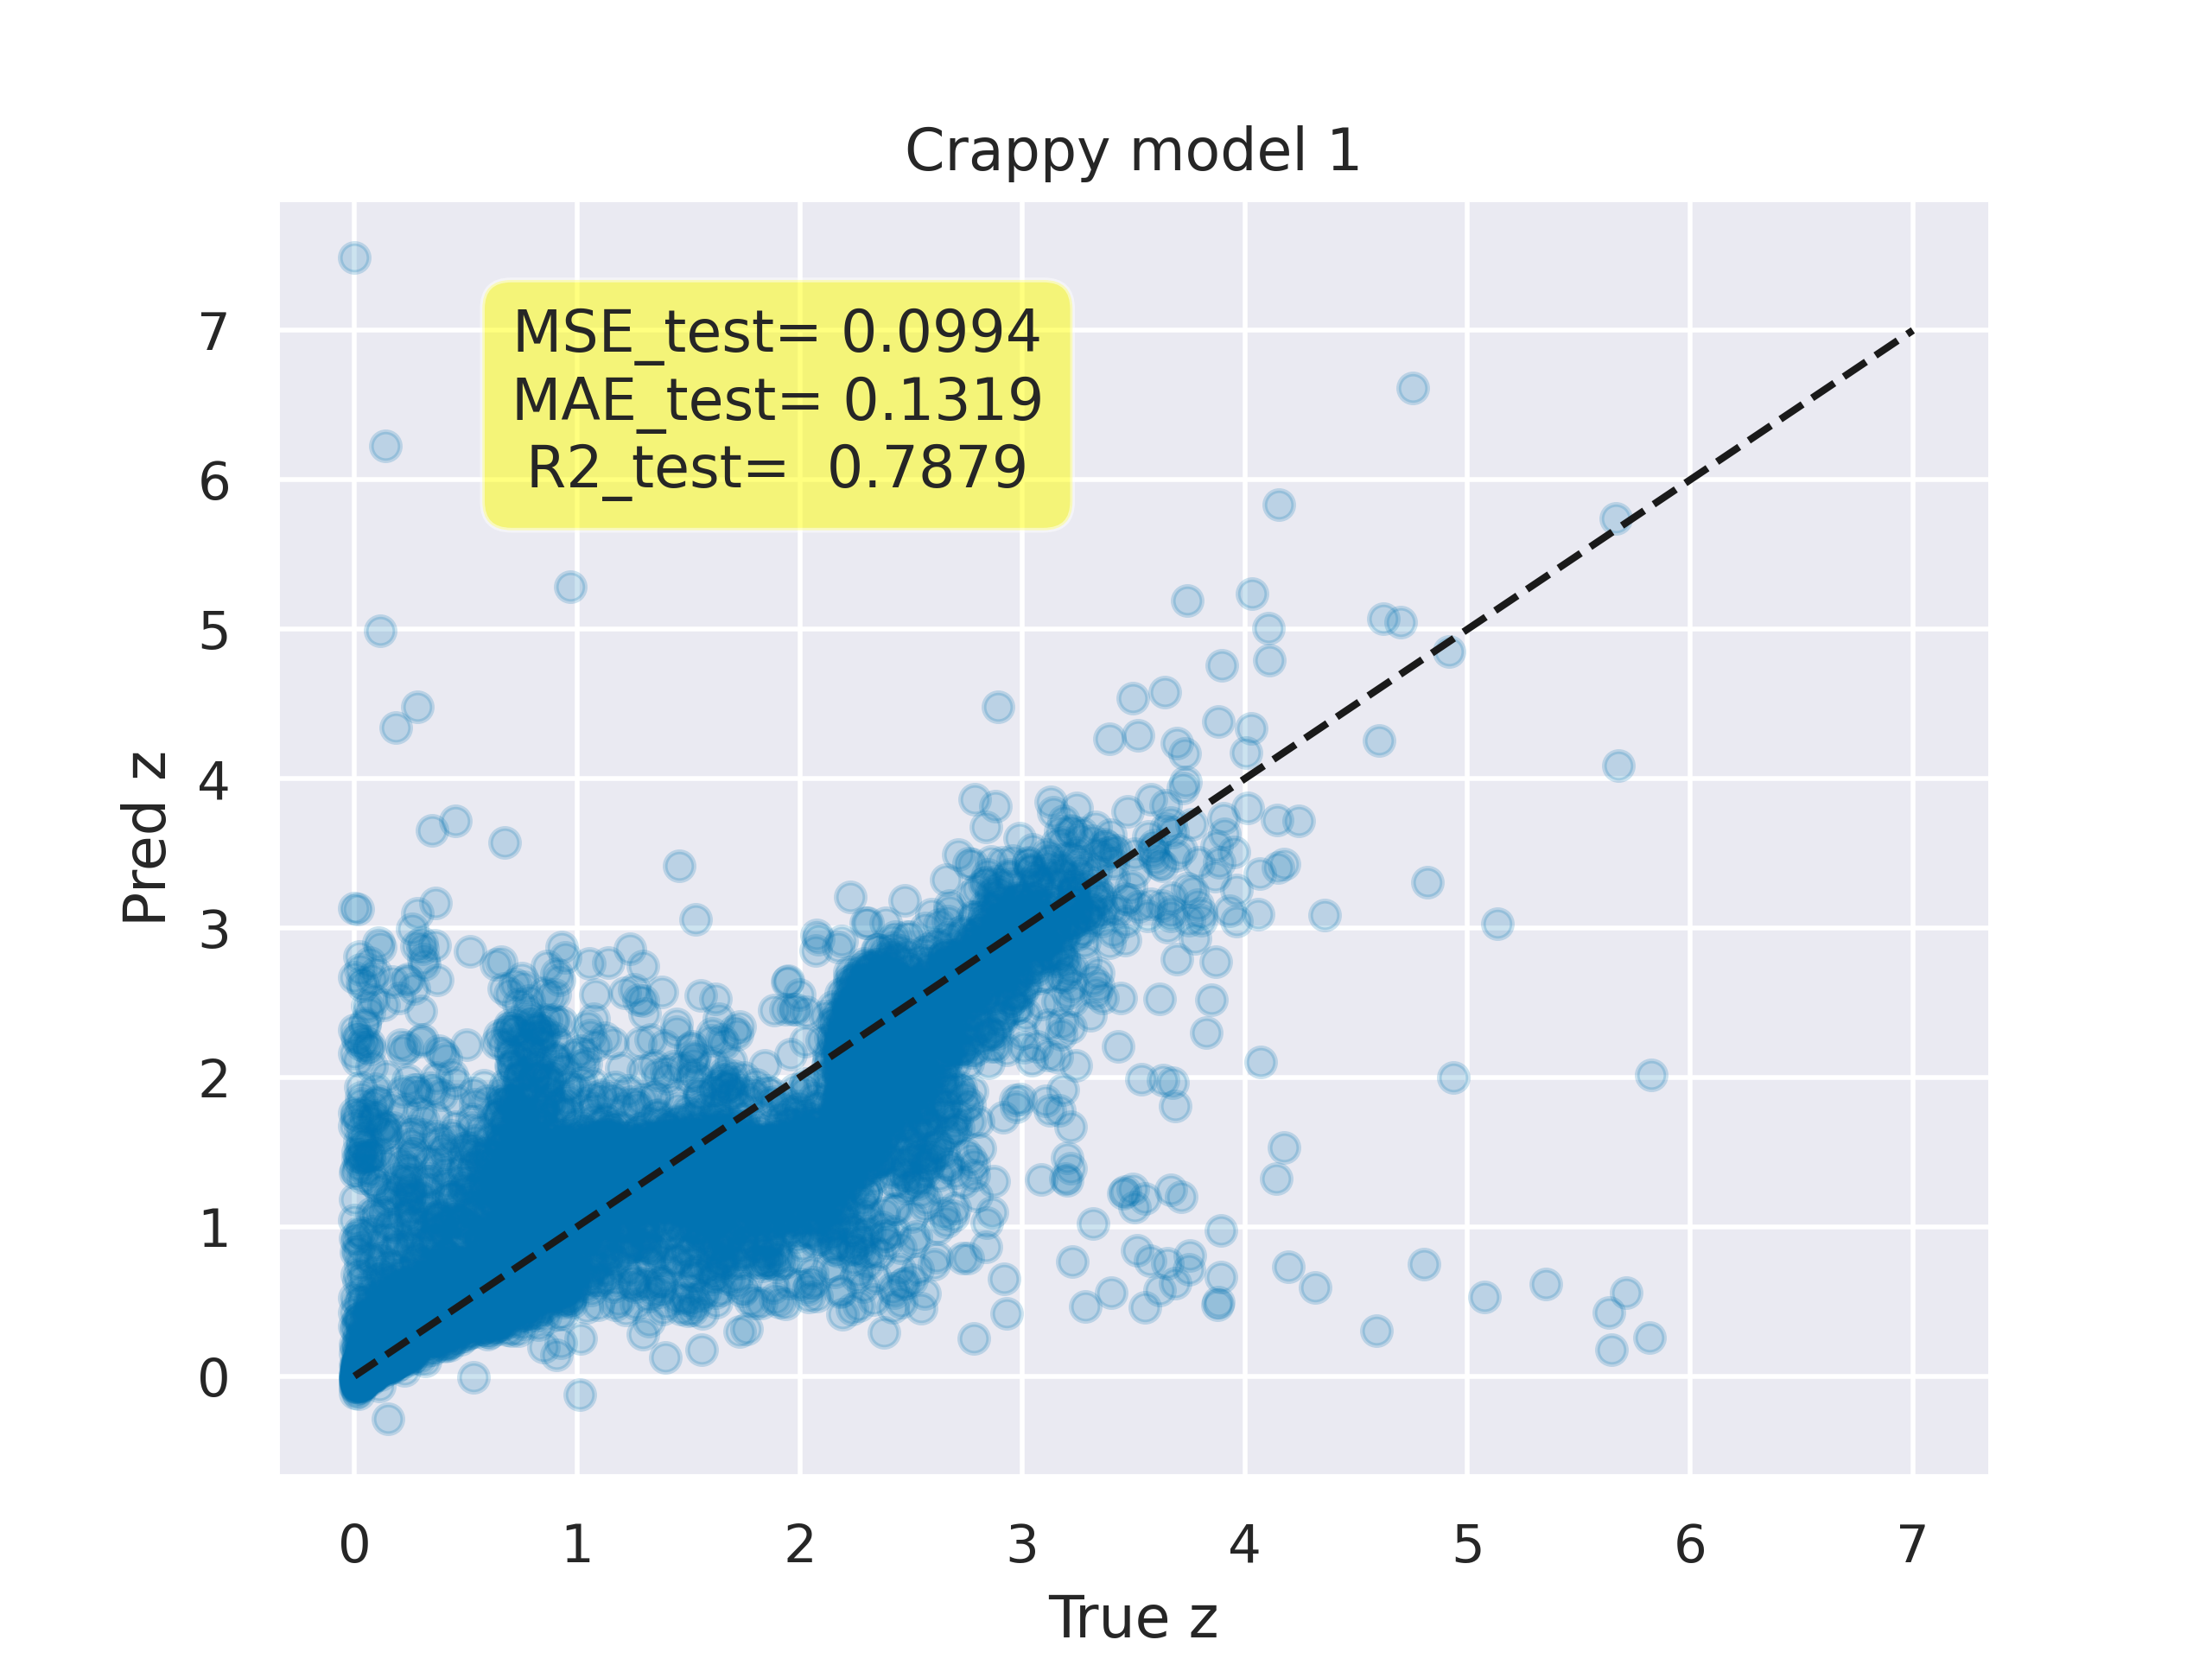 Crappy model 1
MSE_test= 0.0994
MAE_test= 0.1319
R2_test=  0.7879
Pred z
7
6
5
4
3
2
1
0
0 1 2 3 4 5 6 7
True z